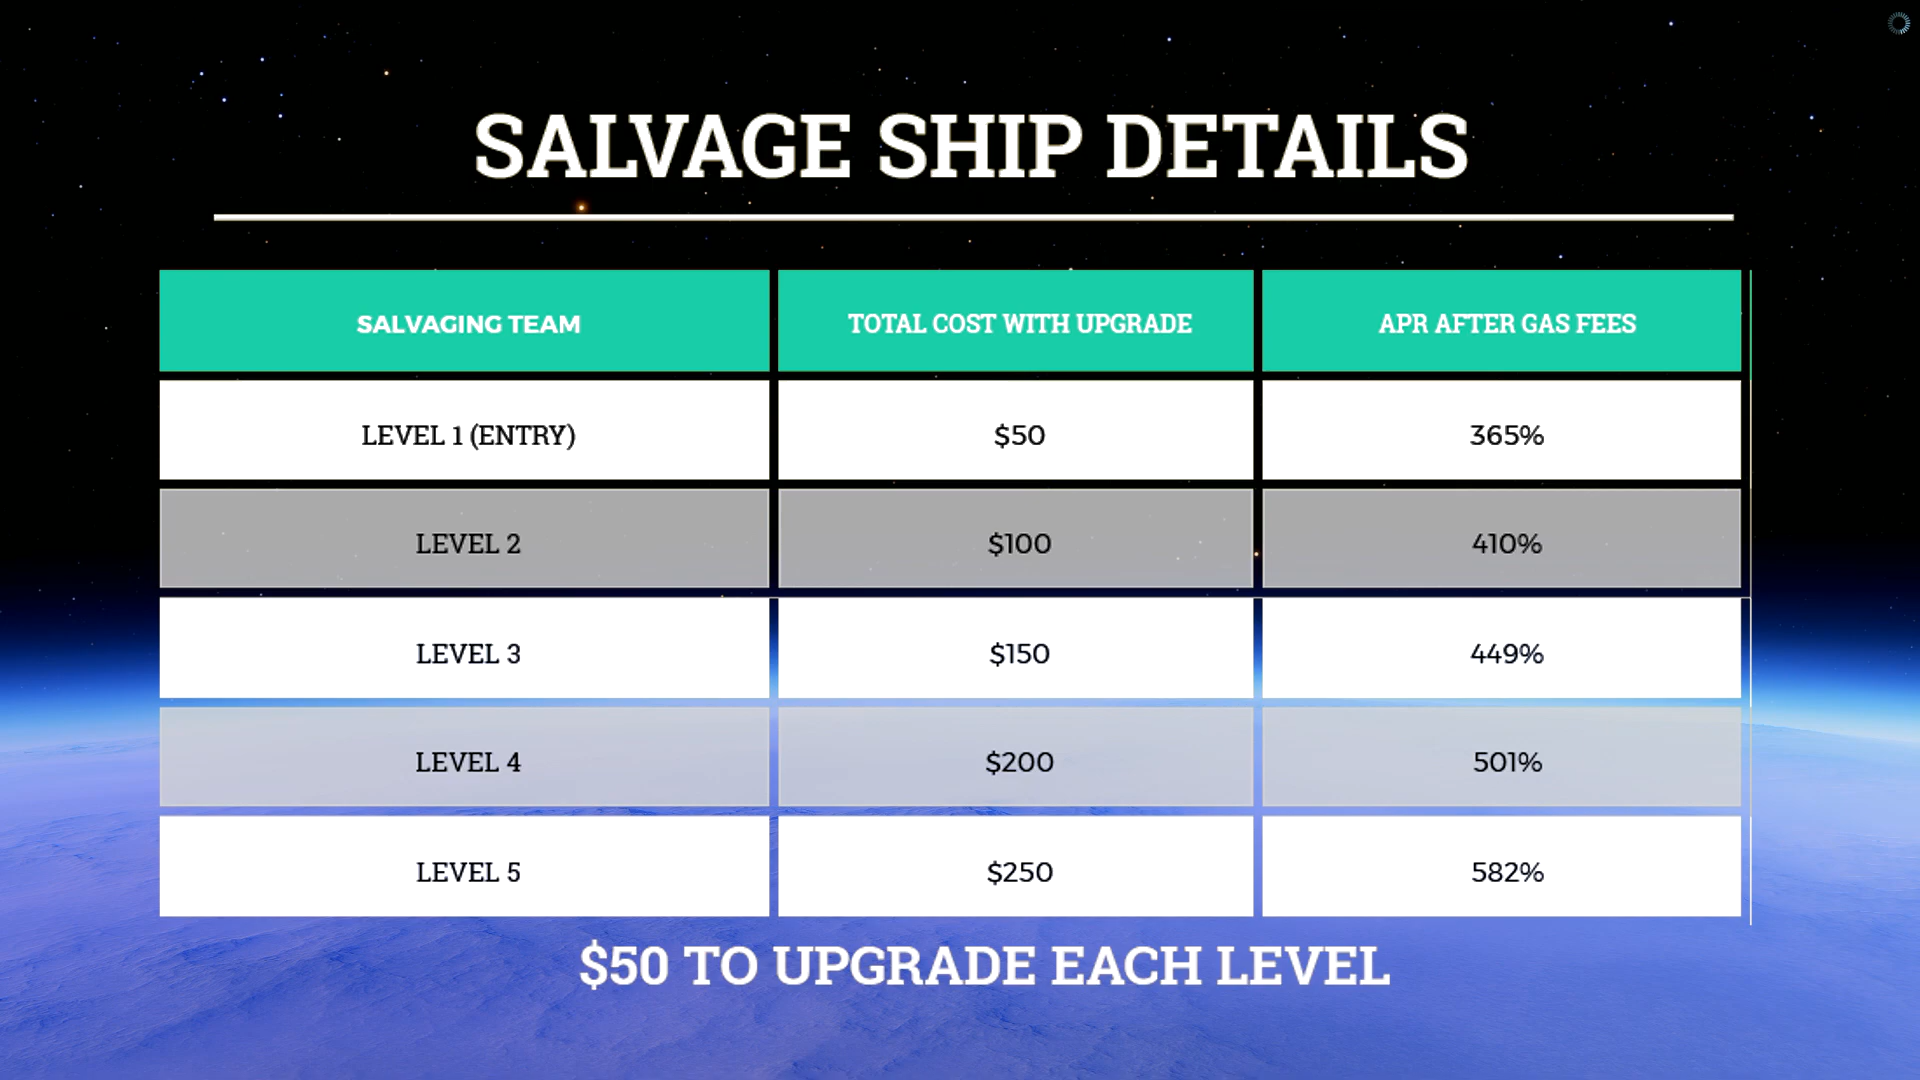 SALVAGE SHIP DETAILS
SALVAGING TEAM TOTAL COST WITH UPGRADE APR AFTER GAS FEES
LEVEL 1 (ENTRY) $50 365%
LEVEL 2 $100 410%
LEVEL 3 $150 449%
LEVEL 4 $200 501%
LEVEL 5 $250 582%
$50 TO UPGRADE EACH LEVEL